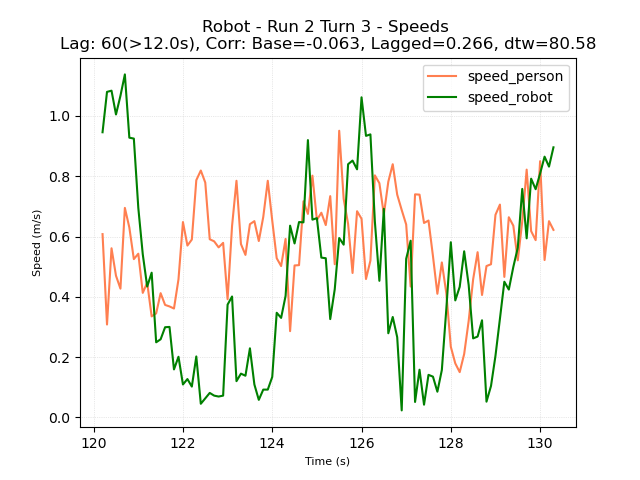 Robot - Run 2 Turn 3 - Speeds
Lag: 60(>12.0s), Corr: Base=-0.063, Lagged=0.266, dtw=80.58
speed_person
speed_robot
1.0
0.8
0.6
0.4
0.2
0.0
Speed (m/s)
120 122 124 126 128 130
Time (s)